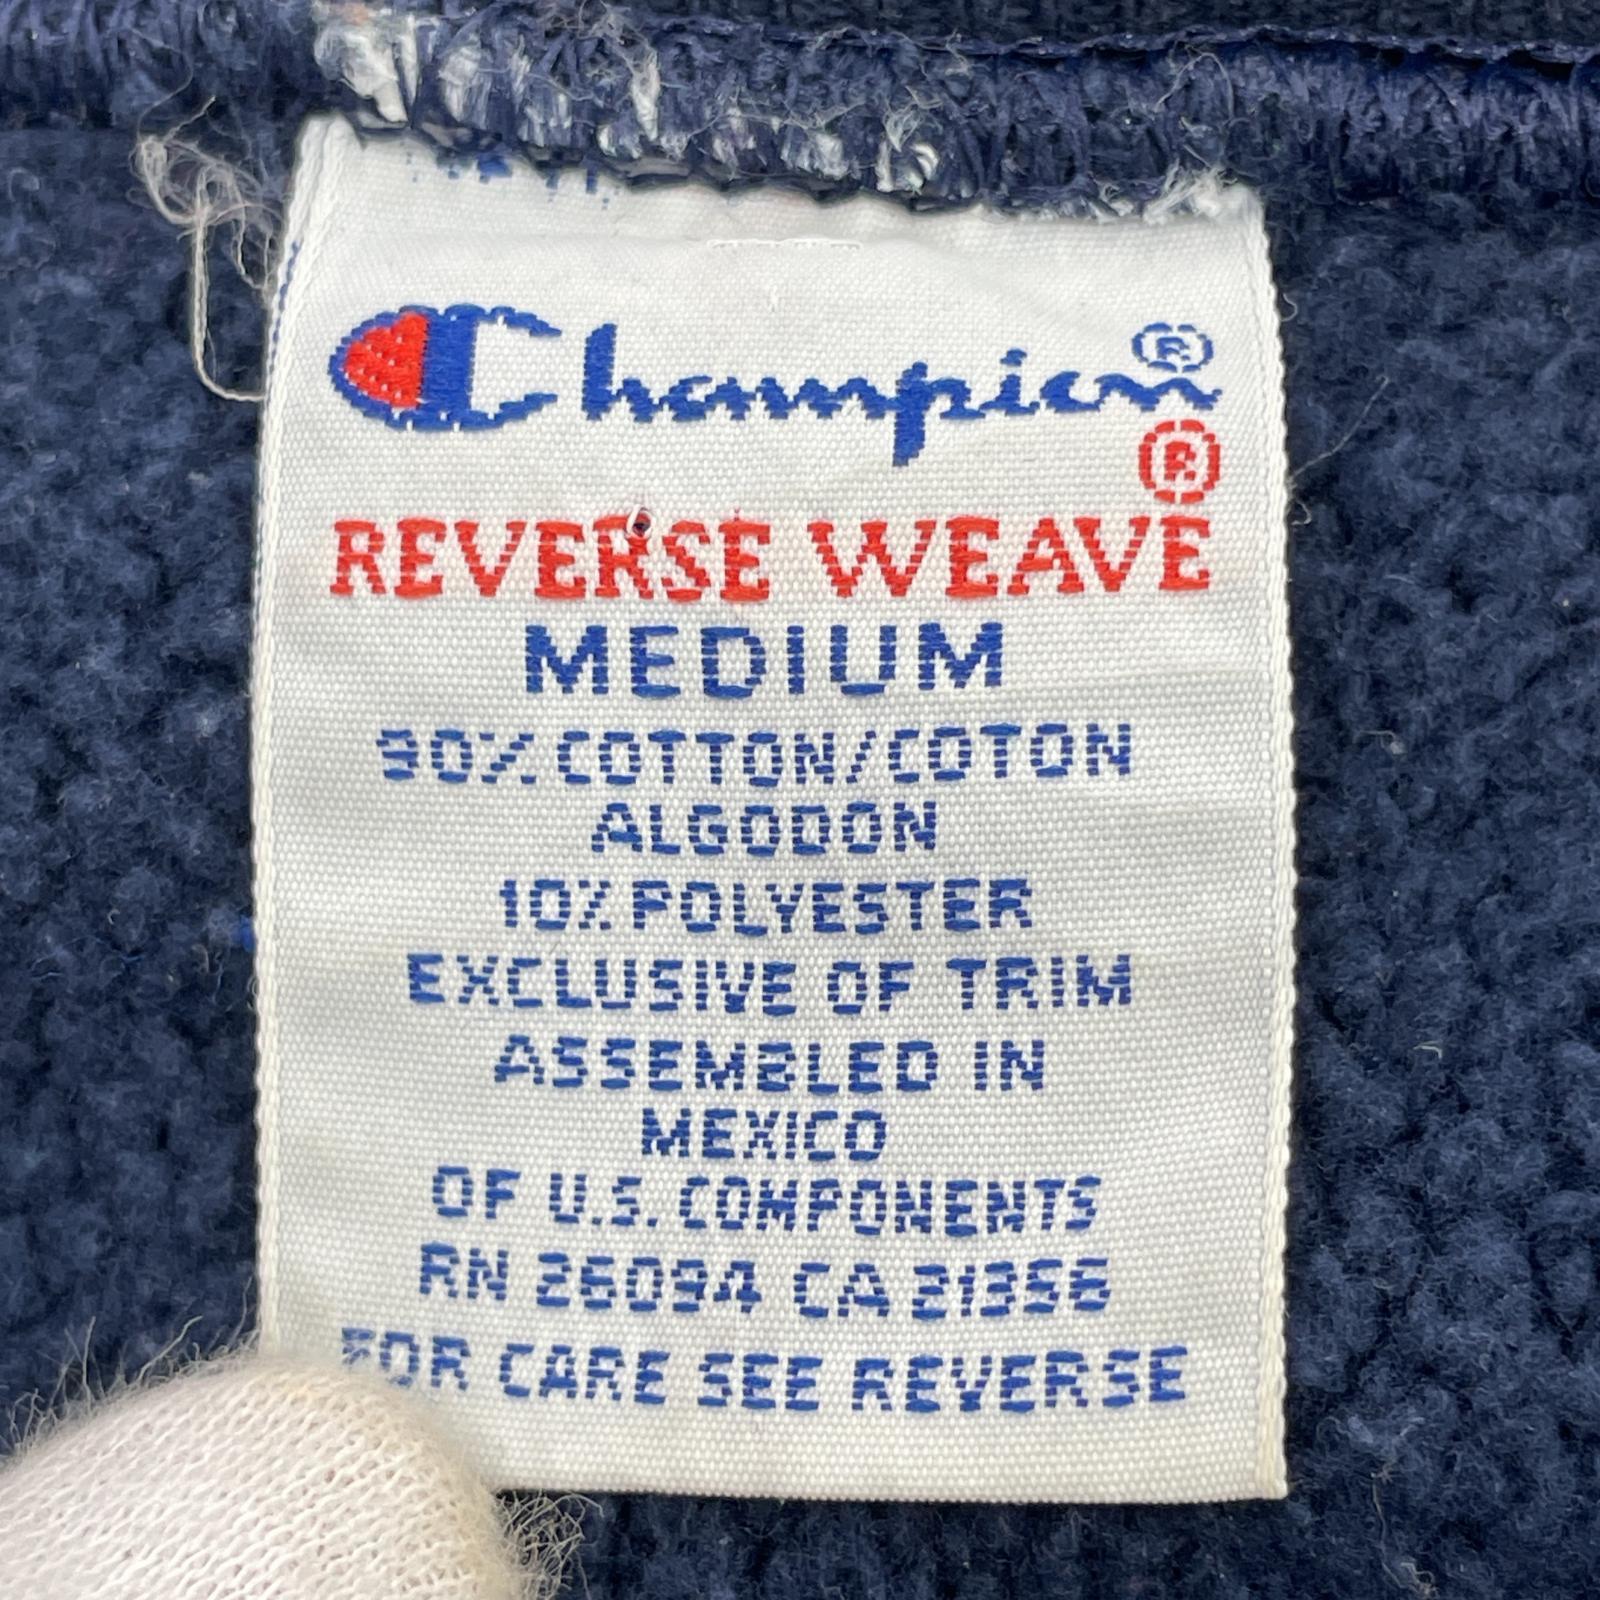 Champion®
®
REVERSE WEAVE
MEDIUM
90% COTTON/COTON
ALGODON
10% POLYESTER
EXCLUSIVE OF TRIM
ASSEMBLED IN
MEXICO
OF U.S. COMPONENTS
RN 26094 CA 21356
FOR CARE SEE REVERSE